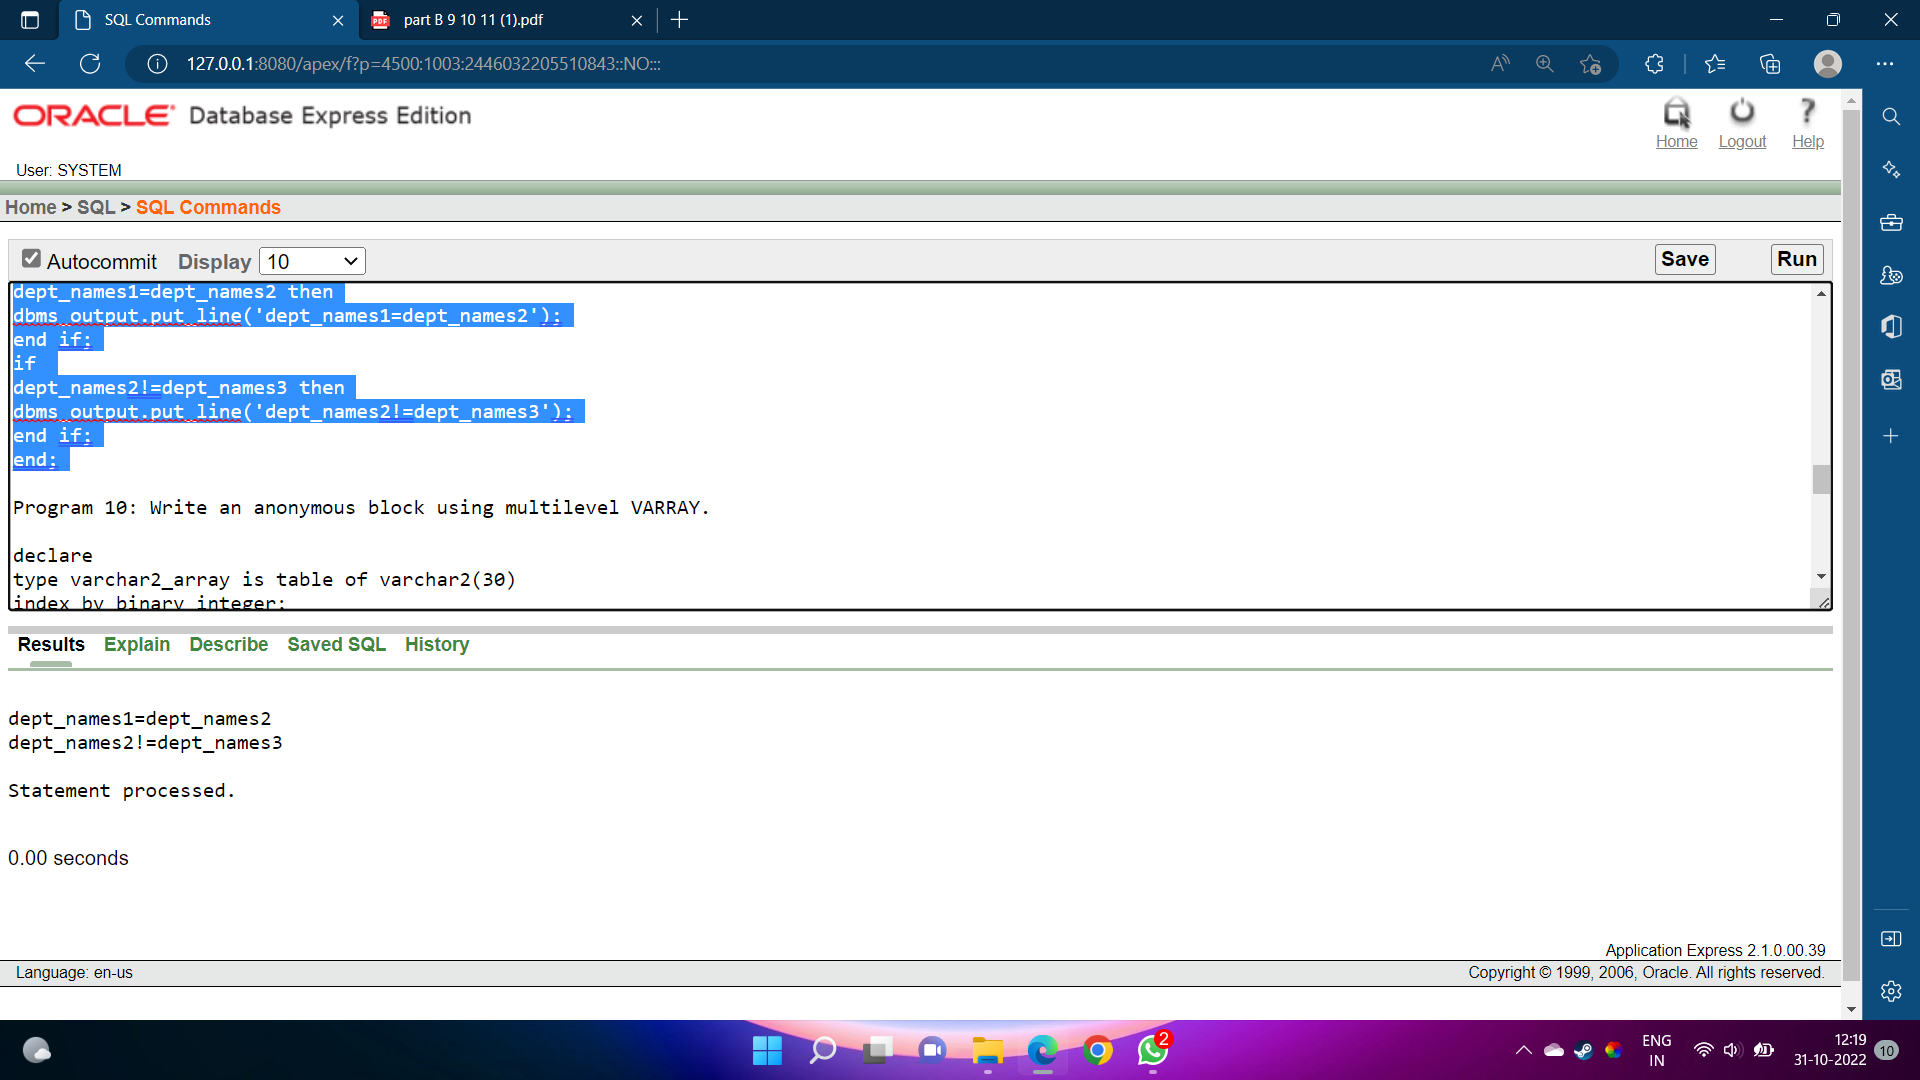 SQL Commands
part B 9 10 11 (1).pdf
127.0.0.1:8080/apex/f?p=4500:1003:2446032205510843::NO:::
ORACLE Database Express Edition
Home Logout Help
User: SYSTEM
Home > SQL > SQL Commands
Autocommit Display 10 Save Run
dept_names1=dept_names2 then
dbms_output.put_line('dept_names1=dept_names2');
end if;
if
dept_names2!=dept_names3 then
dbms_output.put_line('dept_names2!=dept_names3');
end if;
end;
Program 10: Write an anonymous block using multilevel VARRAY.
declare
type varchar2_array is table of varchar2(30)
index by binary_integer;
Results Explain Describe Saved SQL History
dept_names1=dept_names2
dept_names2!=dept_names3
Statement processed.
0.00 seconds
Application Express 2.1.0.00.39
Language: en-us Copyright © 1999, 2006, Oracle. All rights reserved.
2
ENG
IN
12:19
31-10-2022
10